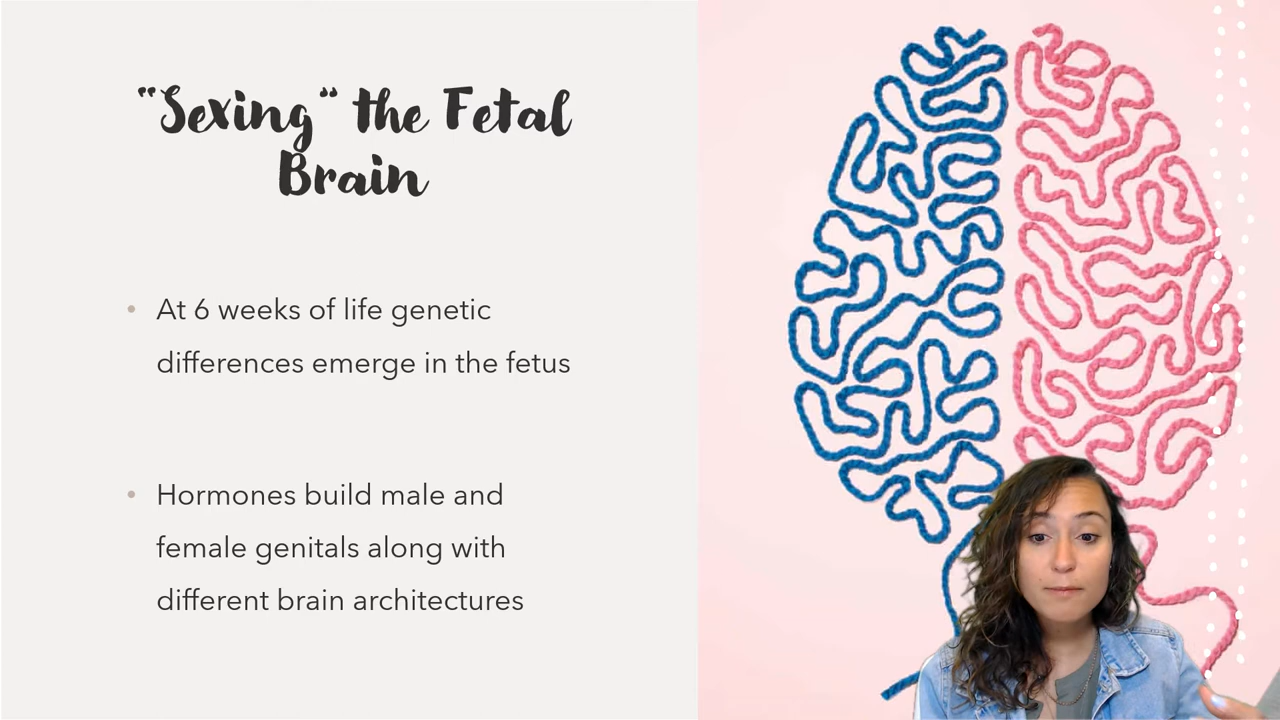 “Sexing“ the Fetal
Brain
• At 6 weeks of life genetic
differences emerge in the fetus
• Hormones build male and
female genitals along with
different brain architectures